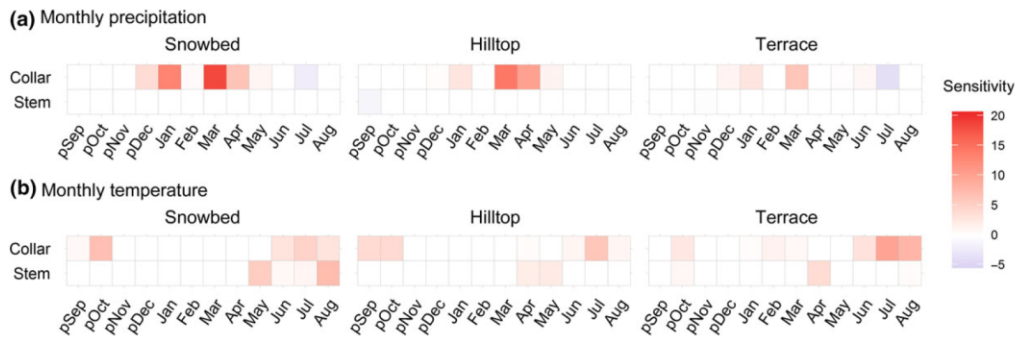 (a) Monthly precipitation
Snowbed Hilltop Terrace
Collar
Stem
pSep pOct pNov pDec Jan Feb Mar Apr May Jun Jul Aug pSep pOct pNov pDec Jan Feb Mar Apr May Jun Jul Aug pSep pOct pNov pDec Jan Feb Mar Apr May Jun Jul Aug
Sensitivity
20
15
10
5
0
−5
(b) Monthly temperature
Snowbed Hilltop Terrace
Collar
Stem
pSep pOct pNov pDec Jan Feb Mar Apr May Jun Jul Aug pSep pOct pNov pDec Jan Feb Mar Apr May Jun Jul Aug pSep pOct pNov pDec Jan Feb Mar Apr May Jun Jul Aug